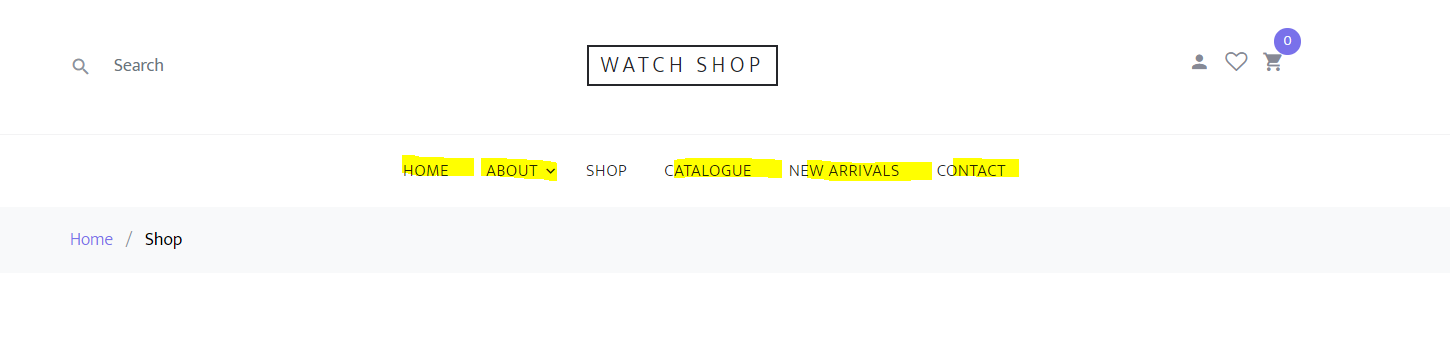 0
Search
WATCH SHOP
HOME ABOUT SHOP CATALOGUE NEW ARRIVALS CONTACT
Home / Shop